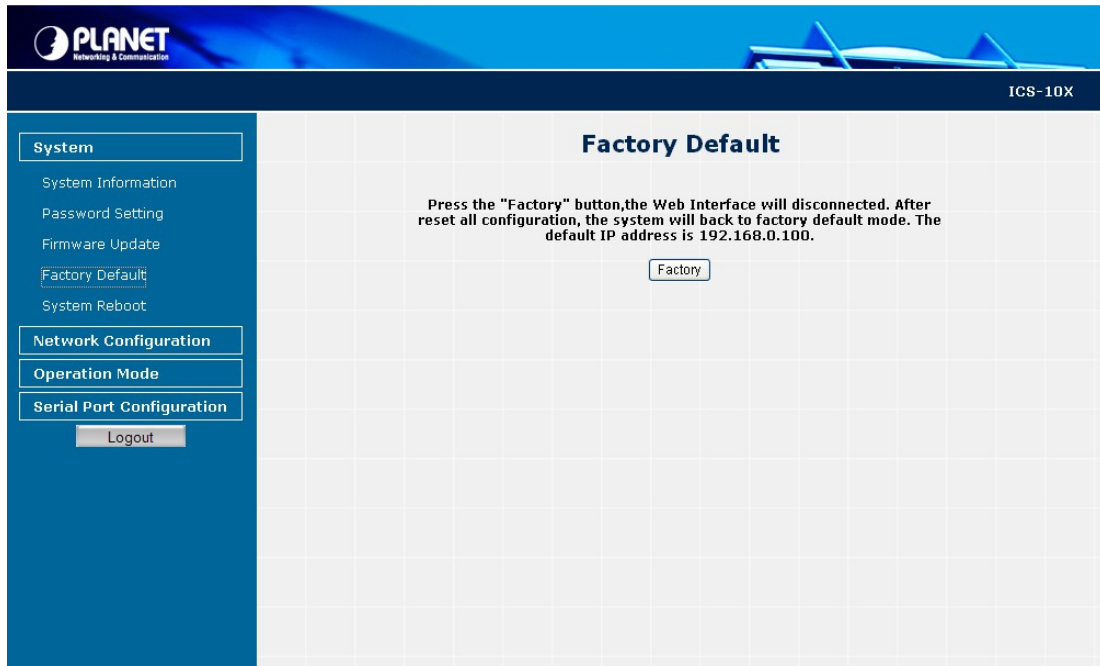 PLANET
Networking & Communication
ICS-10X
System
System Information
Password Setting
Firmware Update
Factory Default
System Reboot
Network Configuration
Operation Mode
Serial Port Configuration
Logout
Factory Default
Press the "Factory" button,the Web Interface will disconnected. After
reset all configuration, the system will back to factory default mode. The
default IP address is 192.168.0.100.
Factory